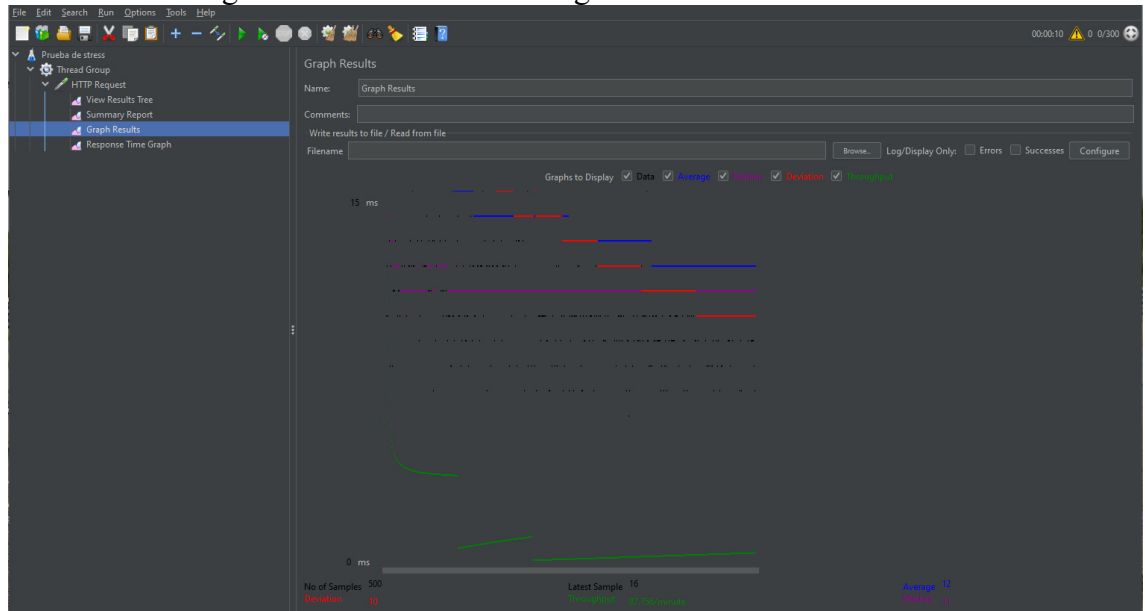 File Edit Search Run Options Tools Help
00:00:10 0 0/300
Prueba de stress
Thread Group
HTTP Request
View Results Tree
Summary Report
Graph Results
Response Time Graph
Graph Results
Name: Graph Results
Comments:
Write results to file / Read from file
Filename Browse... Log/Display Only: Errors Successes Configure
Graphs to Display Data Average Median Deviation Throughput
15 ms
0 ms
No of Samples 500 Latest Sample 16 Average 12
Deviation 10 Throughput Median